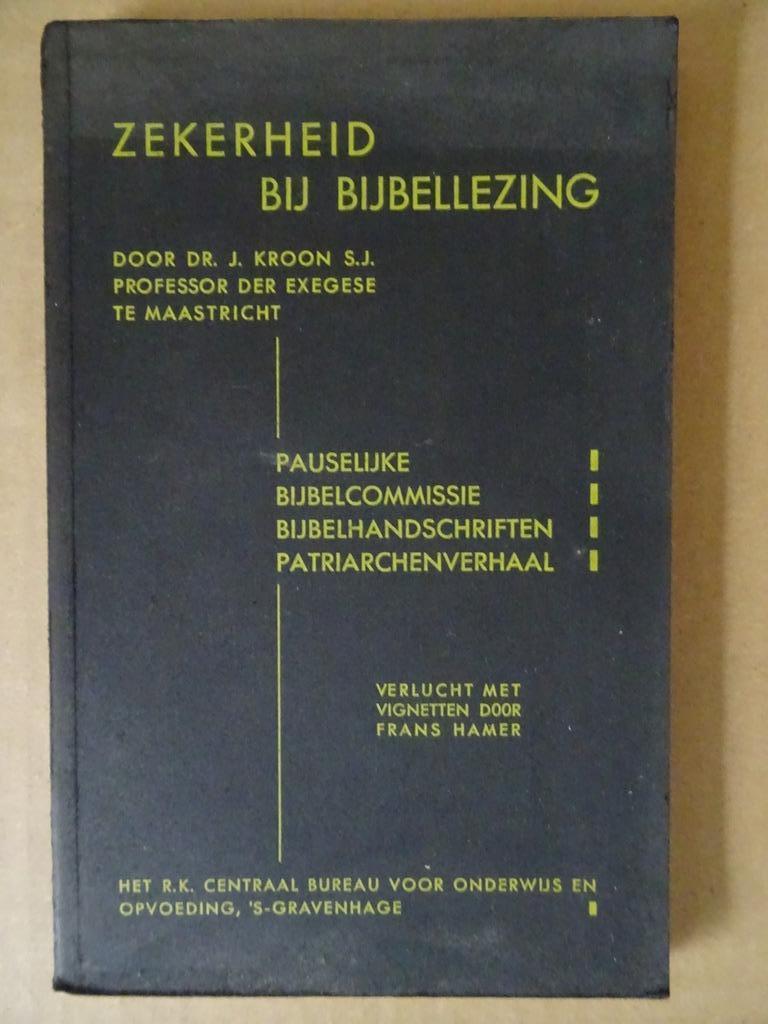 ZEKERHEID
BIJ BIJBELLEZING
DOOR DR. J. KROON S.J.
PROFESSOR DER EXEGESE
TE MAASTRICHT
PAUSELIJKE
BIJBELCOMMISSIE
BIJBELHANDSCHRIFTEN
PATRIARCHENVERHAAL
VERLUCHT MET
VIGNETTEN DOOR
FRANS HAMER
HET R.K. CENTRAAL BUREAU VOOR ONDERWIJS EN
OPVOEDING, 'S-GRAVENHAGE